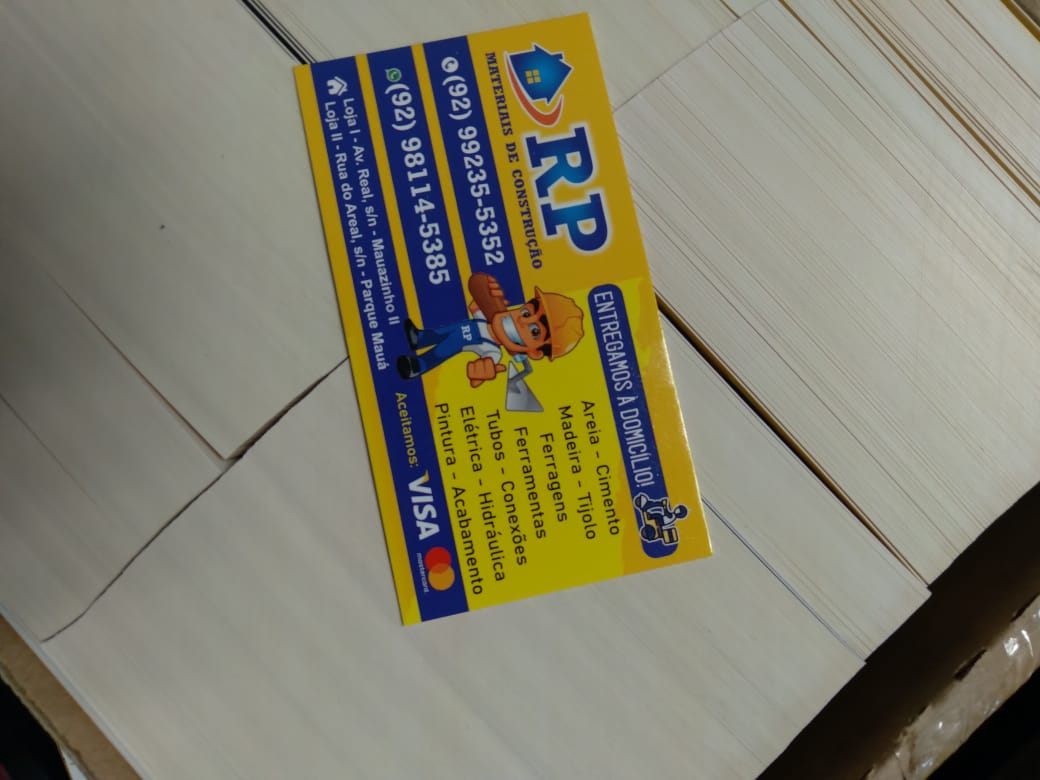 RP
MATERIAIS DE CONSTRUÇÃO
(92) 99235-5352
(92) 98114-5385
Loja I - Av. Real, s/n - Mauazinho II
Loja II - Rua do Areal, s/n - Parque Mauá
ENTREGAMOS À DOMICÍLIO!
Areia - Cimento
Madeira - Tijolo
Ferragens
Ferramentas
Tubos - Conexões
Elétrica - Hidráulica
Pintura - Acabamento
RP
Aceitamos: VISA
mastercard